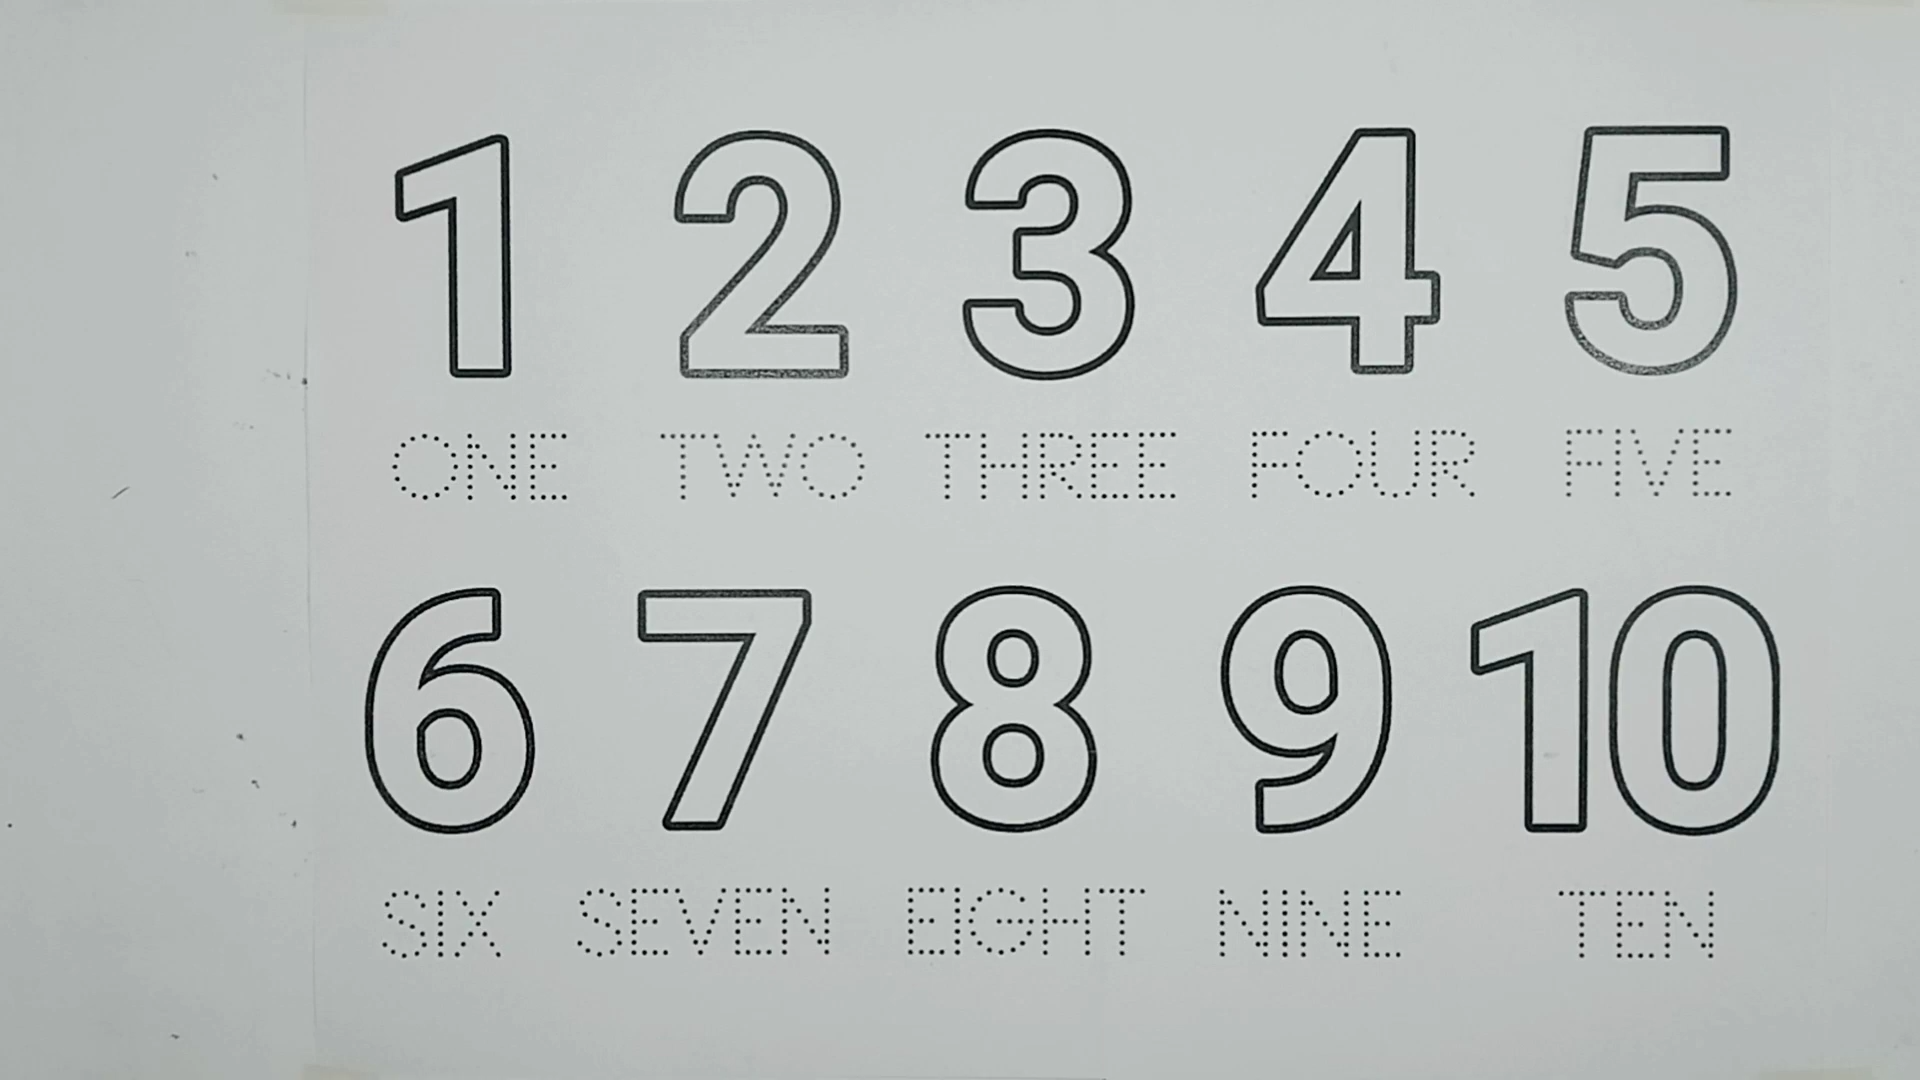 1 2 3 4 5
ONE TWO THREE FOUR FIVE
6 7 8 9 10
SIX SEVEN EIGHT NINE TEN